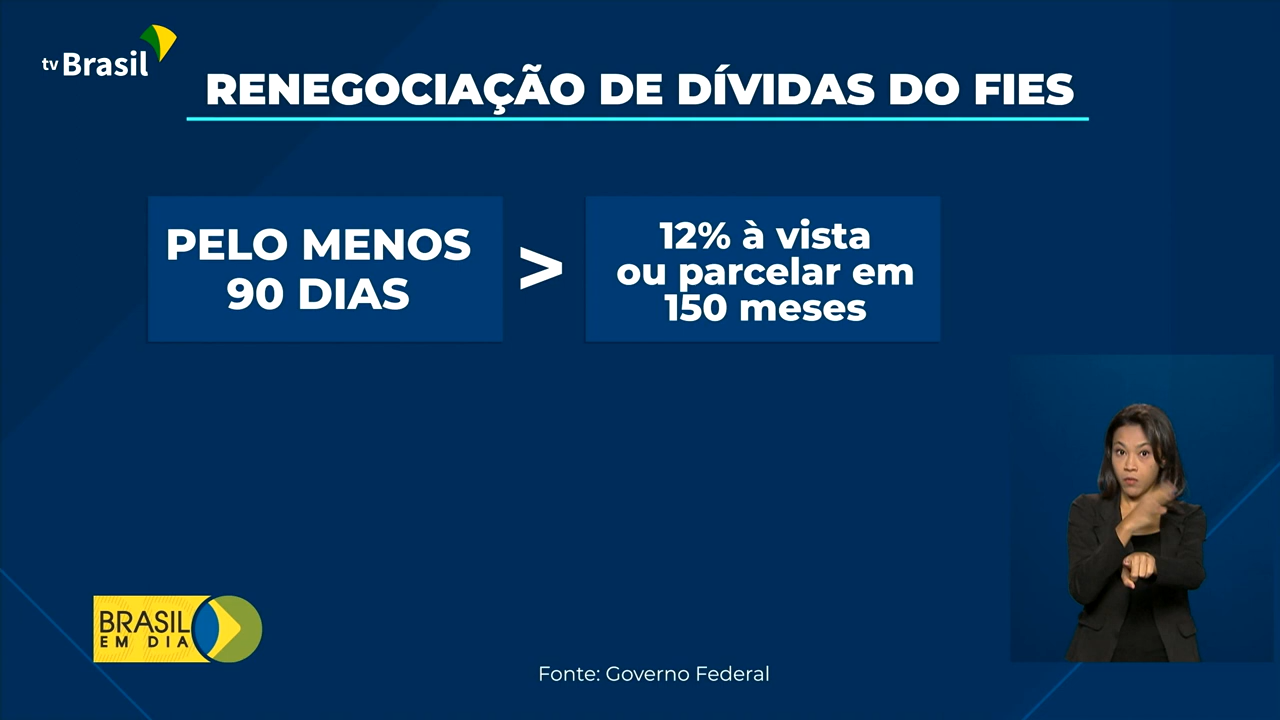 tv Brasil
RENEGOCIAÇÃO DE DÍVIDAS DO FIES
PELO MENOS
90 DIAS
>
12% à vista
ou parcelar em
150 meses
BRASIL
EM DIA
Fonte: Governo Federal